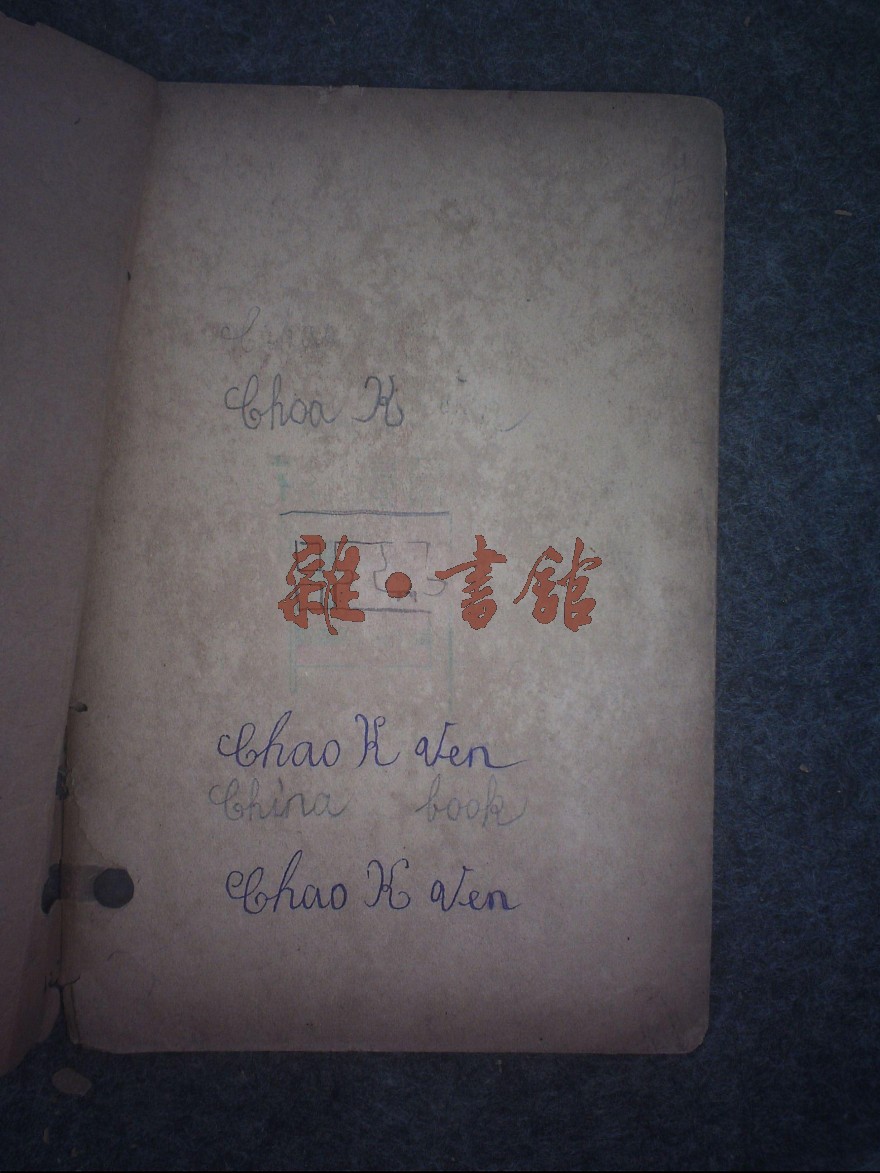 Choa K
雜·書館
Chao K Ven
China book
Chao K Ven